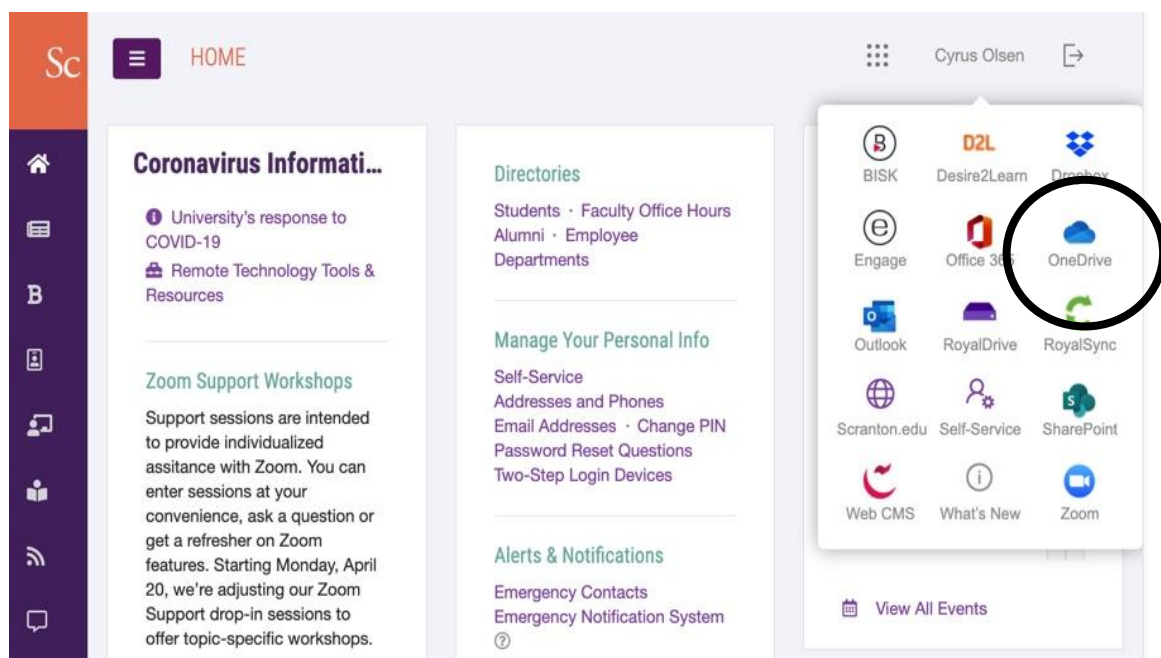 Sc
HOME
Cyrus Olsen
Coronavirus Informati...
University's response to
COVID-19
Remote Technology Tools &
Resources
Zoom Support Workshops
Support sessions are intended
to provide individualized
assitance with Zoom. You can
enter sessions at your
convenience, ask a question or
get a refresher on Zoom
features. Starting Monday, April
20, we're adjusting our Zoom
Support drop-in sessions to
offer topic-specific workshops.
Directories
Students · Faculty Office Hours
Alumni · Employee
Departments
Manage Your Personal Info
Self-Service
Addresses and Phones
Email Addresses · Change PIN
Password Reset Questions
Two-Step Login Devices
Alerts & Notifications
Emergency Contacts
Emergency Notification System
BISK
D2L
Desire2Learn
Dropbox
Engage
Office 365
OneDrive
Outlook
RoyalDrive
RoyalSync
Scranton.edu
Self-Service
SharePoint
Web CMS
What's New
Zoom
View All Events